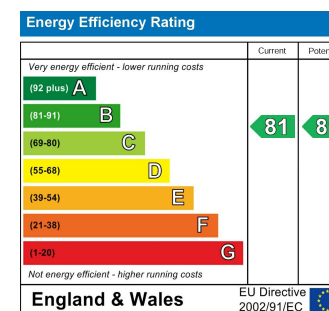 Energy Efficiency Rating
Current
Very energy efficient - lower running costs
(92 plus) A
(81-91) B
81
(69-80) C
(55-68) D
(39-54) E
(21-38) F
(1-20) G
Not energy efficient - higher running costs
England & Wales
EU Directive
2002/91/EC